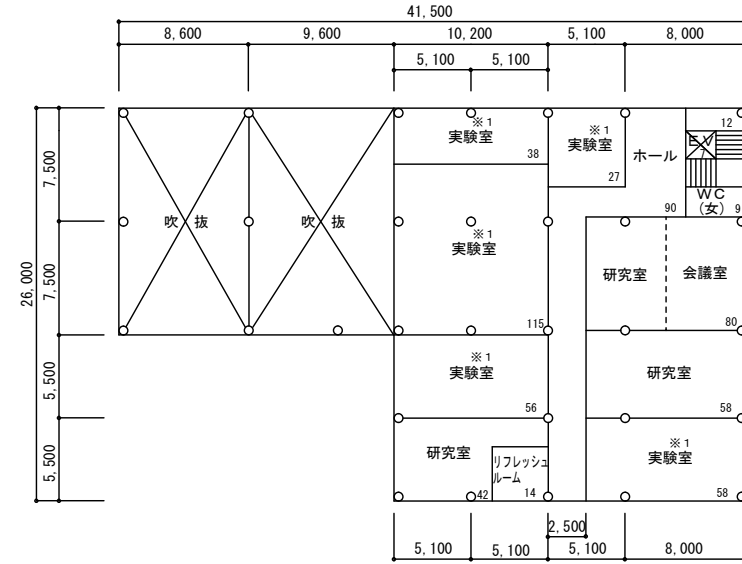 41,500
8,600
9,600
10,200
5,100
8,000
5,100
5,100
※1
実験室
38
※1
実験室
27
ホール
12
EV
7
WC
(女)
9
90
7,500
吹 抜
吹 抜
※1
実験室
115
研究室
会議室
80
26,000
7,500
※1
実験室
56
研究室
58
5,500
研究室
42
リフレッシュ
ルーム
14
※1
実験室
58
5,500
2,500
5,100
5,100
5,100
8,000